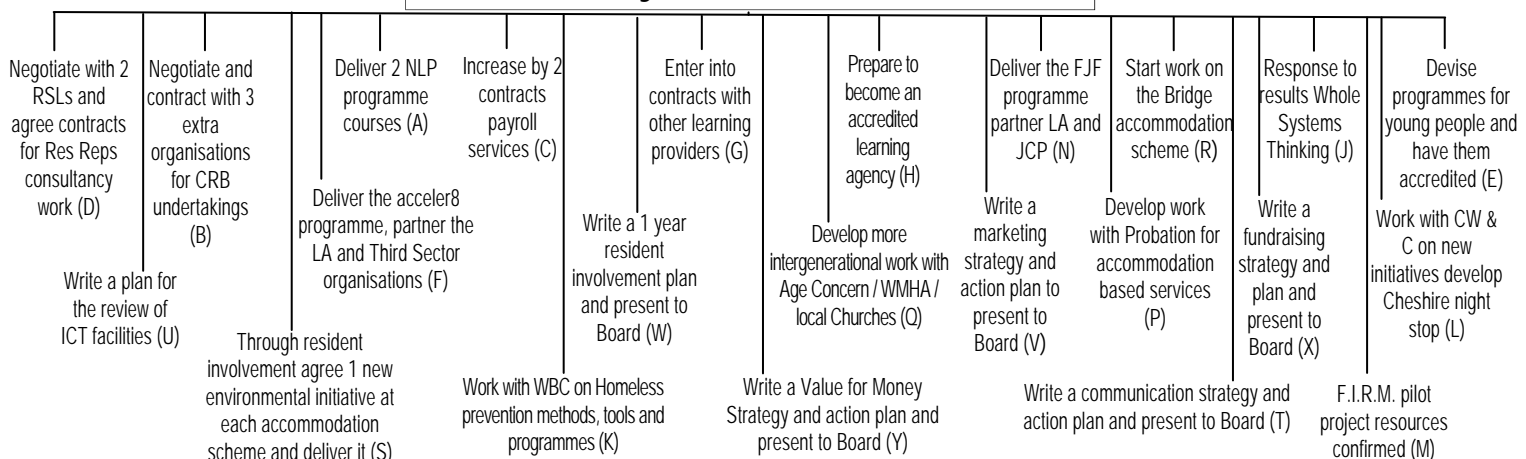 Negotiate with 2
RSLs and
agree contracts
for Res Reps
consultancy
work (D)
Negotiate and
contract with 3
extra
organisations
for CRB
undertakings
(B)
Deliver 2 NLP
programme
courses (A)
Increase by 2
contracts
payroll
services (C)
Enter into
contracts with
other learning
providers (G)
Prepare to
become an
accredited
learning
agency (H)
Deliver the FJF
programme
partner LA and
JCP (N)
Start work on
the Bridge
accommodation
scheme (R)
Response to
results Whole
Systems
Thinking (J)
Devise
programmes for
young people and
have them
accredited (E)
Write a plan for
the review of
ICT facilities (U)
Deliver the acceler8
programme, partner the
LA and Third Sector
organisations (F)
Write a 1 year
resident
involvement plan
and present to
Board (W)
Develop more
intergenerational work with
Age Concern / WMHA /
local Churches (Q)
Write a
marketing
strategy and
action plan to
present to
Board (V)
Develop work
with Probation for
accommodation
based services
(P)
Write a
fundraising
strategy and
plan and
present to
Board (X)
Work with CW &
C on new
initiatives develop
Cheshire night
stop (L)
Through resident
involvement agree 1 new
environmental initiative at
each accommodation
scheme and deliver it (S)
Work with WBC on Homeless
prevention methods, tools and
programmes (K)
Write a Value for Money
Strategy and action plan and
present to Board (Y)
Write a communication strategy and
action plan and present to Board (T)
F.I.R.M. pilot
project resources
confirmed (M)